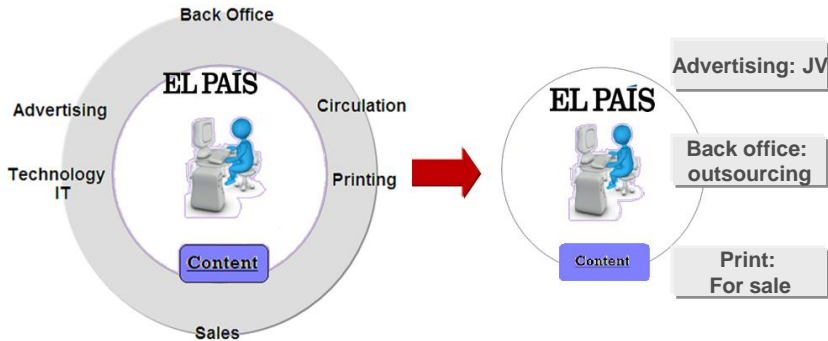 Back Office
EL PAÍS
Advertising
Circulation
Technology
IT
Printing
Content
Sales
EL PAÍS
Content
Advertising: JV
Back office:
outsourcing
Print:
For sale